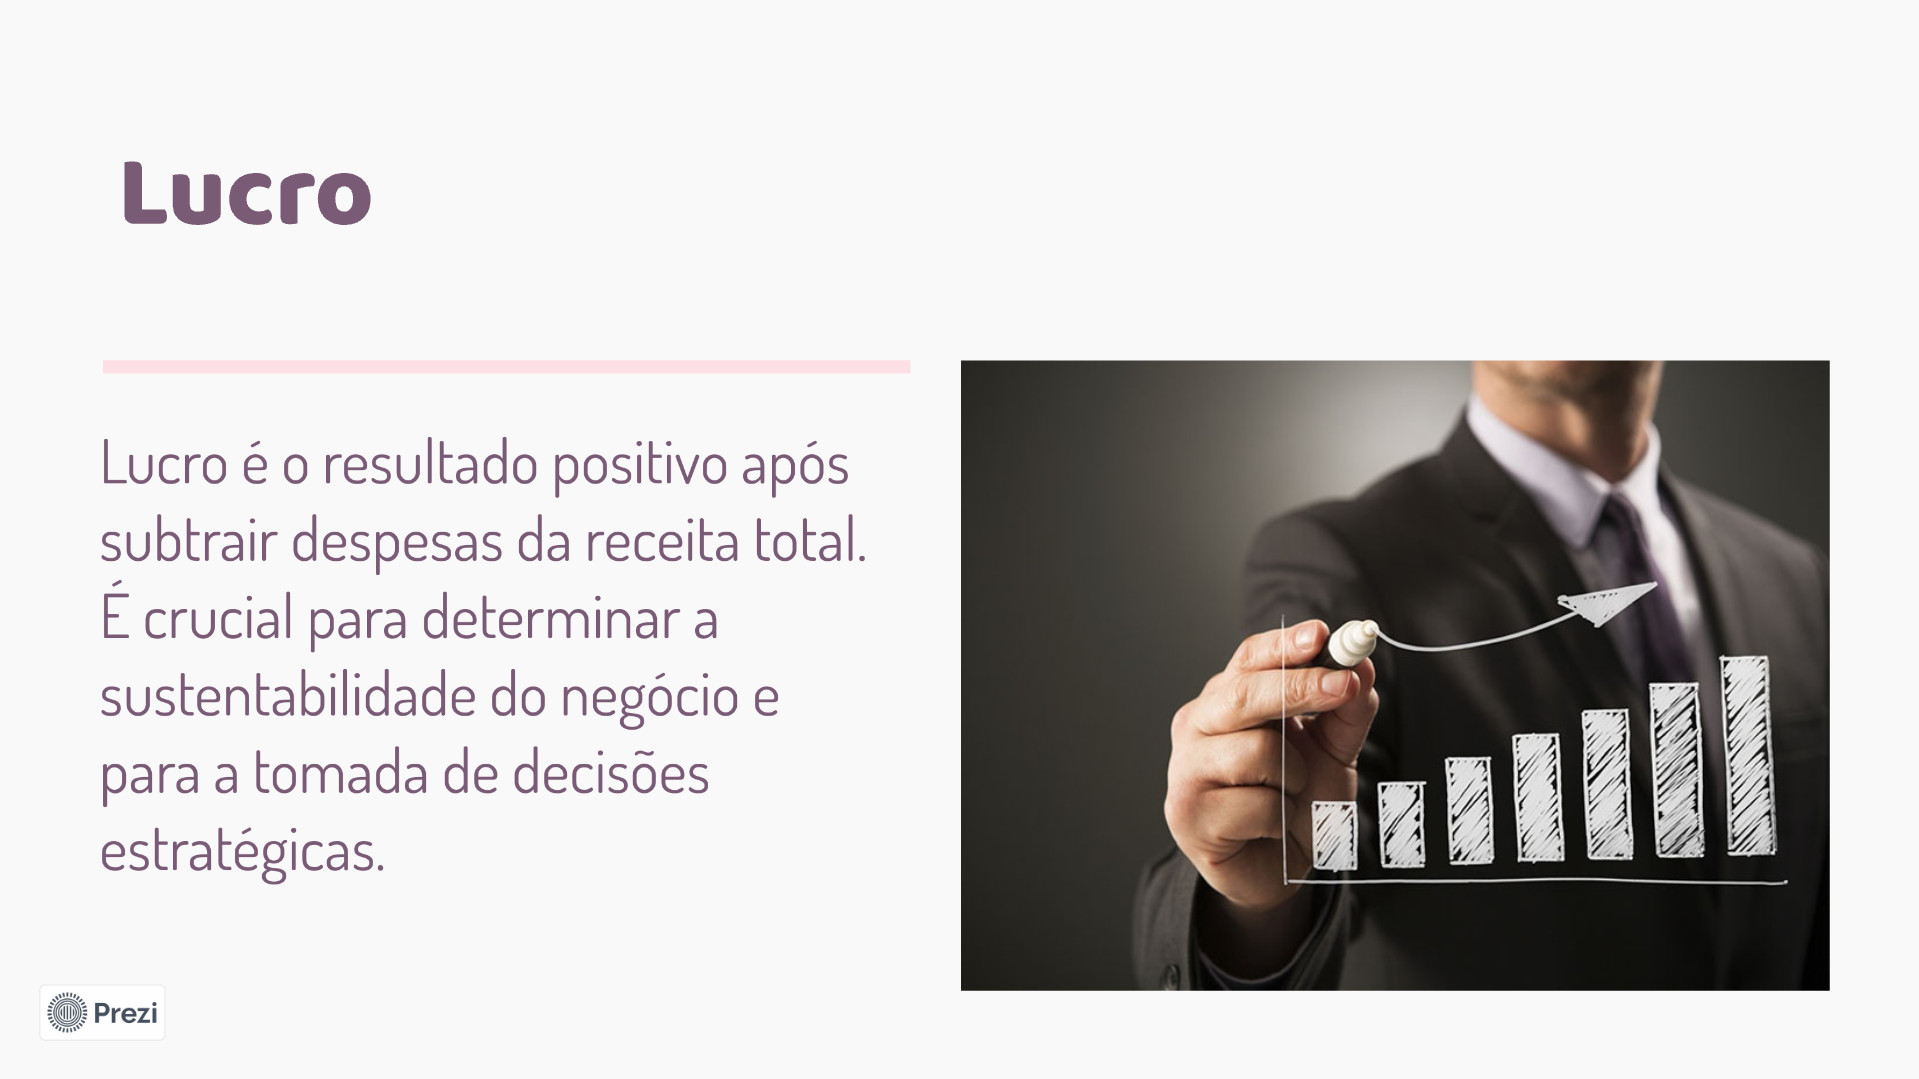 Lucro
Lucro é o resultado positivo após
subtrair despesas da receita total.
É crucial para determinar a
sustentabilidade do negócio e
para a tomada de decisões
estratégicas.
Prezi